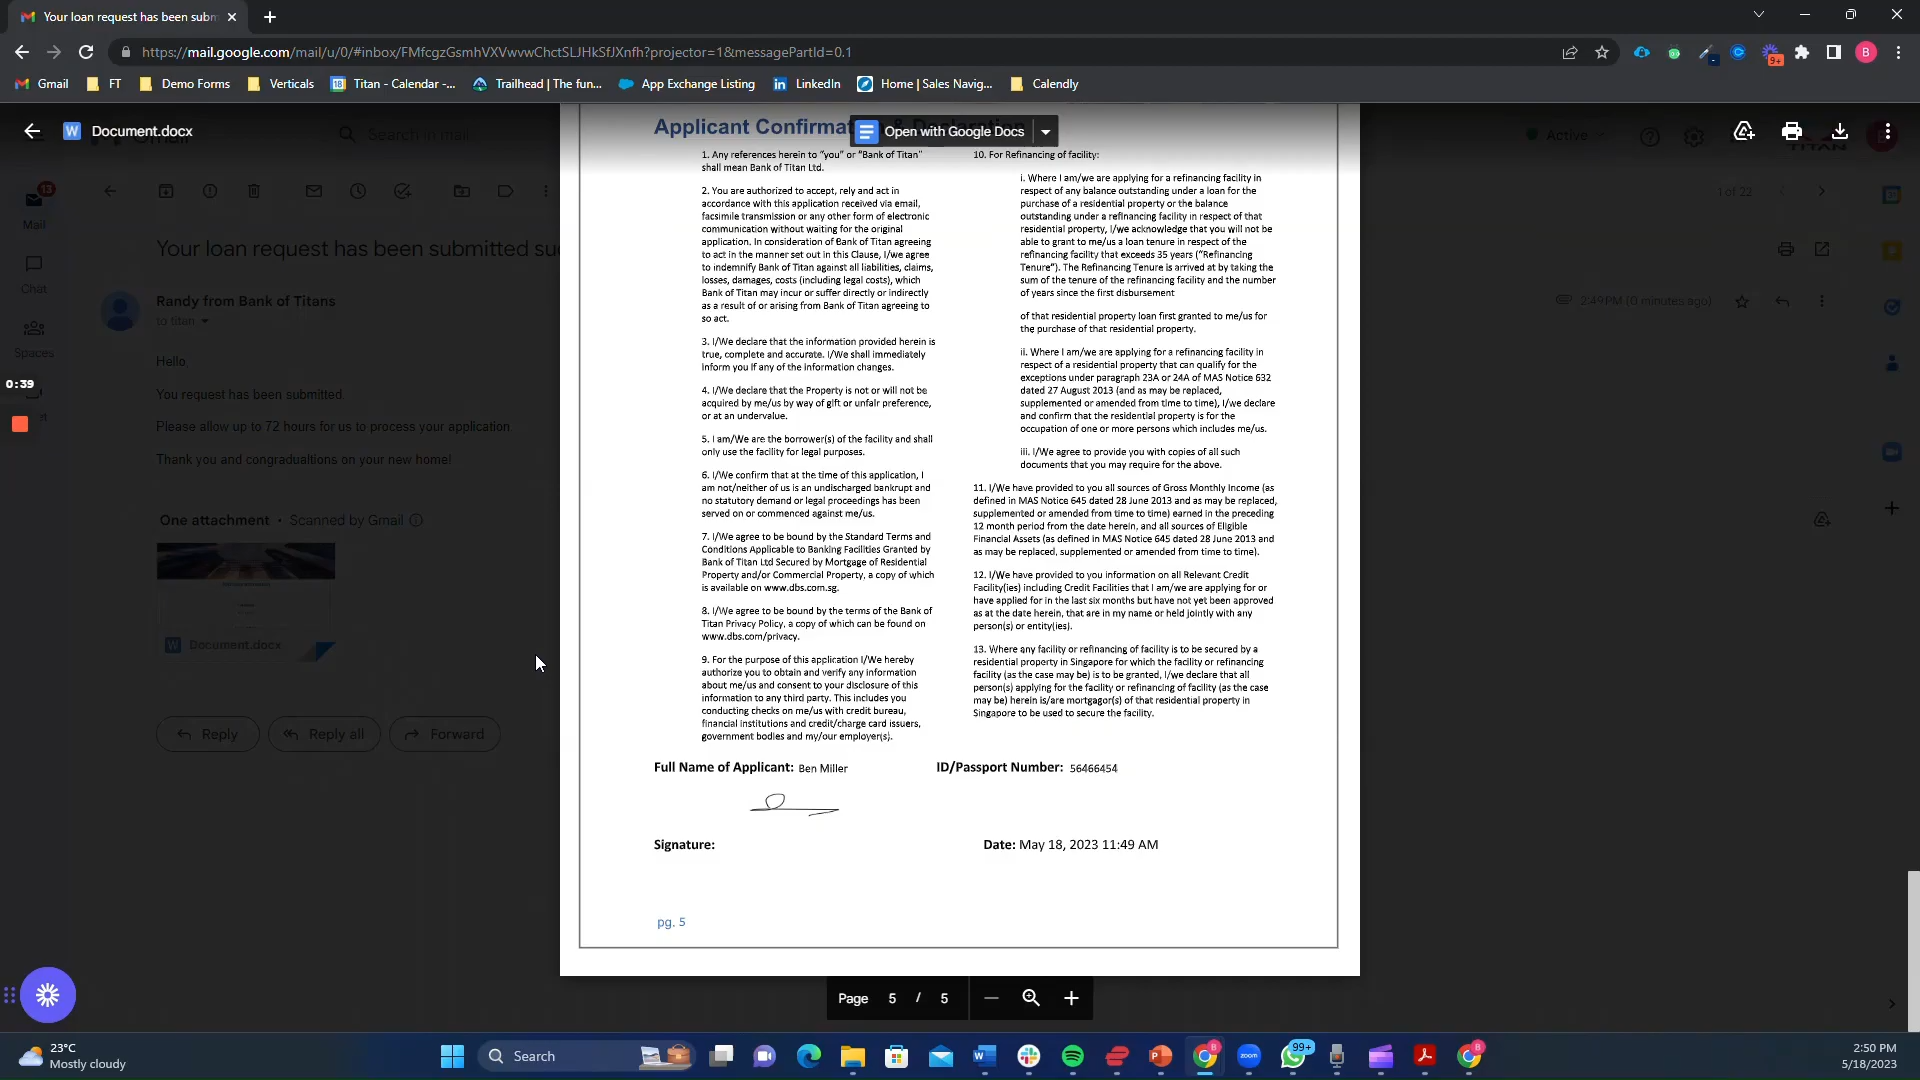 Your loan request has been subm
https://mail.google.com/mail/u/0/#inbox/FMfcgzGsmhVXVwvwChctSLJHkSfJXnfh?projector=1&messagePartId=0.1
9+
B
Gmail
FT
Demo Forms
Verticals
Titan - Calendar -...
Trailhead | The fun...
App Exchange Listing
LinkedIn
Home | Sales Navig...
Calendly
Document.docx
Search in mail
Open with Google Docs
Active
TITAN
13
Mail
Chat
Spaces
0:39
1 of 22
Your loan request has been submitted su
Randy from Bank of Titans
to titan
2:49 PM (0 minutes ago)
Hello,
You request has been submitted.
Please allow up to 72 hours for us to process your application.
Thank you and congradualtions on your new home!
One attachment • Scanned by Gmail
Document.docx
Reply
Reply all
Forward
Applicant Confirmat
1. Any references herein to "you" or "Bank of Titan"
shall mean Bank of Titan Ltd.
2. You are authorized to accept, rely and act in
accordance with this application received via email,
facsimile transmission or any other form of electronic
communication without waiting for the original
application. In consideration of Bank of Titan agreeing
to act in the manner set out in this Clause, I/we agree
to indemnify Bank of Titan against all liabilities, claims,
losses, damages, costs (including legal costs), which
Bank of Titan may incur or suffer directly or indirectly
as a result of or arising from Bank of Titan agreeing to
so act.
3. I/We declare that the information provided herein is
true, complete and accurate. I/We shall immediately
inform you if any of the information changes.
4. I/We declare that the Property is not or will not be
acquired by me/us by way of gift or unfair preference,
or at an undervalue.
5. I am/We are the borrower(s) of the facility and shall
only use the facility for legal purposes.
6. I/We confirm that at the time of this application, I
am not/neither of us is an undischarged bankrupt and
no statutory demand or legal proceedings has been
served on or commenced against me/us.
7. I/We agree to be bound by the Standard Terms and
Conditions Applicable to Banking Facilities Granted by
Bank of Titan Ltd Secured by Mortgage of Residential
Property and/or Commercial Property, a copy of which
is available on www.dbs.com.sg.
8. I/We agree to be bound by the terms of the Bank of
Titan Privacy Policy, a copy of which can be found on
www.dbs.com/privacy.
9. For the purpose of this application I/We hereby
authorize you to obtain and verify any information
about me/us and consent to your disclosure of this
information to any third party. This includes you
conducting checks on me/us with credit bureau,
financial institutions and credit/charge card issuers,
government bodies and my/our employer(s).
10. For Refinancing of facility:
i. Where I am/we are applying for a refinancing facility in
respect of any balance outstanding under a loan for the
purchase of a residential property or the balance
outstanding under a refinancing facility in respect of that
residential property, I/we acknowledge that you will not be
able to grant to me/us a loan tenure in respect of the
refinancing facility that exceeds 35 years ("Refinancing
Tenure"). The Refinancing Tenure is arrived at by taking the
sum of the tenure of the refinancing facility and the number
of years since the first disbursement
of that residential property loan first granted to me/us for
the purchase of that residential property.
ii. Where I am/we are applying for a refinancing facility in
respect of a residential property that can qualify for the
exceptions under paragraph 23A or 24A of MAS Notice 632
dated 27 August 2013 (and as may be replaced,
supplemented or amended from time to time), I/we declare
and confirm that the residential property is for the
occupation of one or more persons which includes me/us.
iii. I/We agree to provide you with copies of all such
documents that you may require for the above.
11. I/We have provided to you all sources of Gross Monthly Income (as
defined in MAS Notice 645 dated 28 June 2013 and as may be replaced,
supplemented or amended from time to time) earned in the preceding
12 month period from the date herein, and all sources of Eligible
Financial Assets (as defined in MAS Notice 645 dated 28 June 2013 and
as may be replaced, supplemented or amended from time to time).
12. I/We have provided to you information on all Relevant Credit
Facility(ies) including Credit Facilities that I am/we are applying for or
have applied for in the last six months but have not yet been approved
as at the date herein, that are in my name or held jointly with any
person(s) or entity(ies).
13. Where any facility or refinancing of facility is to be secured by a
residential property in Singapore for which the facility or refinancing
facility (as the case may be) is to be granted, I/we declare that all
person(s) applying for the facility or refinancing of facility (as the case
may be) herein is/are mortgagor(s) of that residential property in
Singapore to be used to secure the facility.
Full Name of Applicant: Ben Miller
ID/Passport Number: 56466454
Signature:
Date: May 18, 2023 11:49 AM
pg. 5
Page 5 / 5
23°C
Mostly cloudy
Search
99+
zoom
2:50 PM
5/18/2023